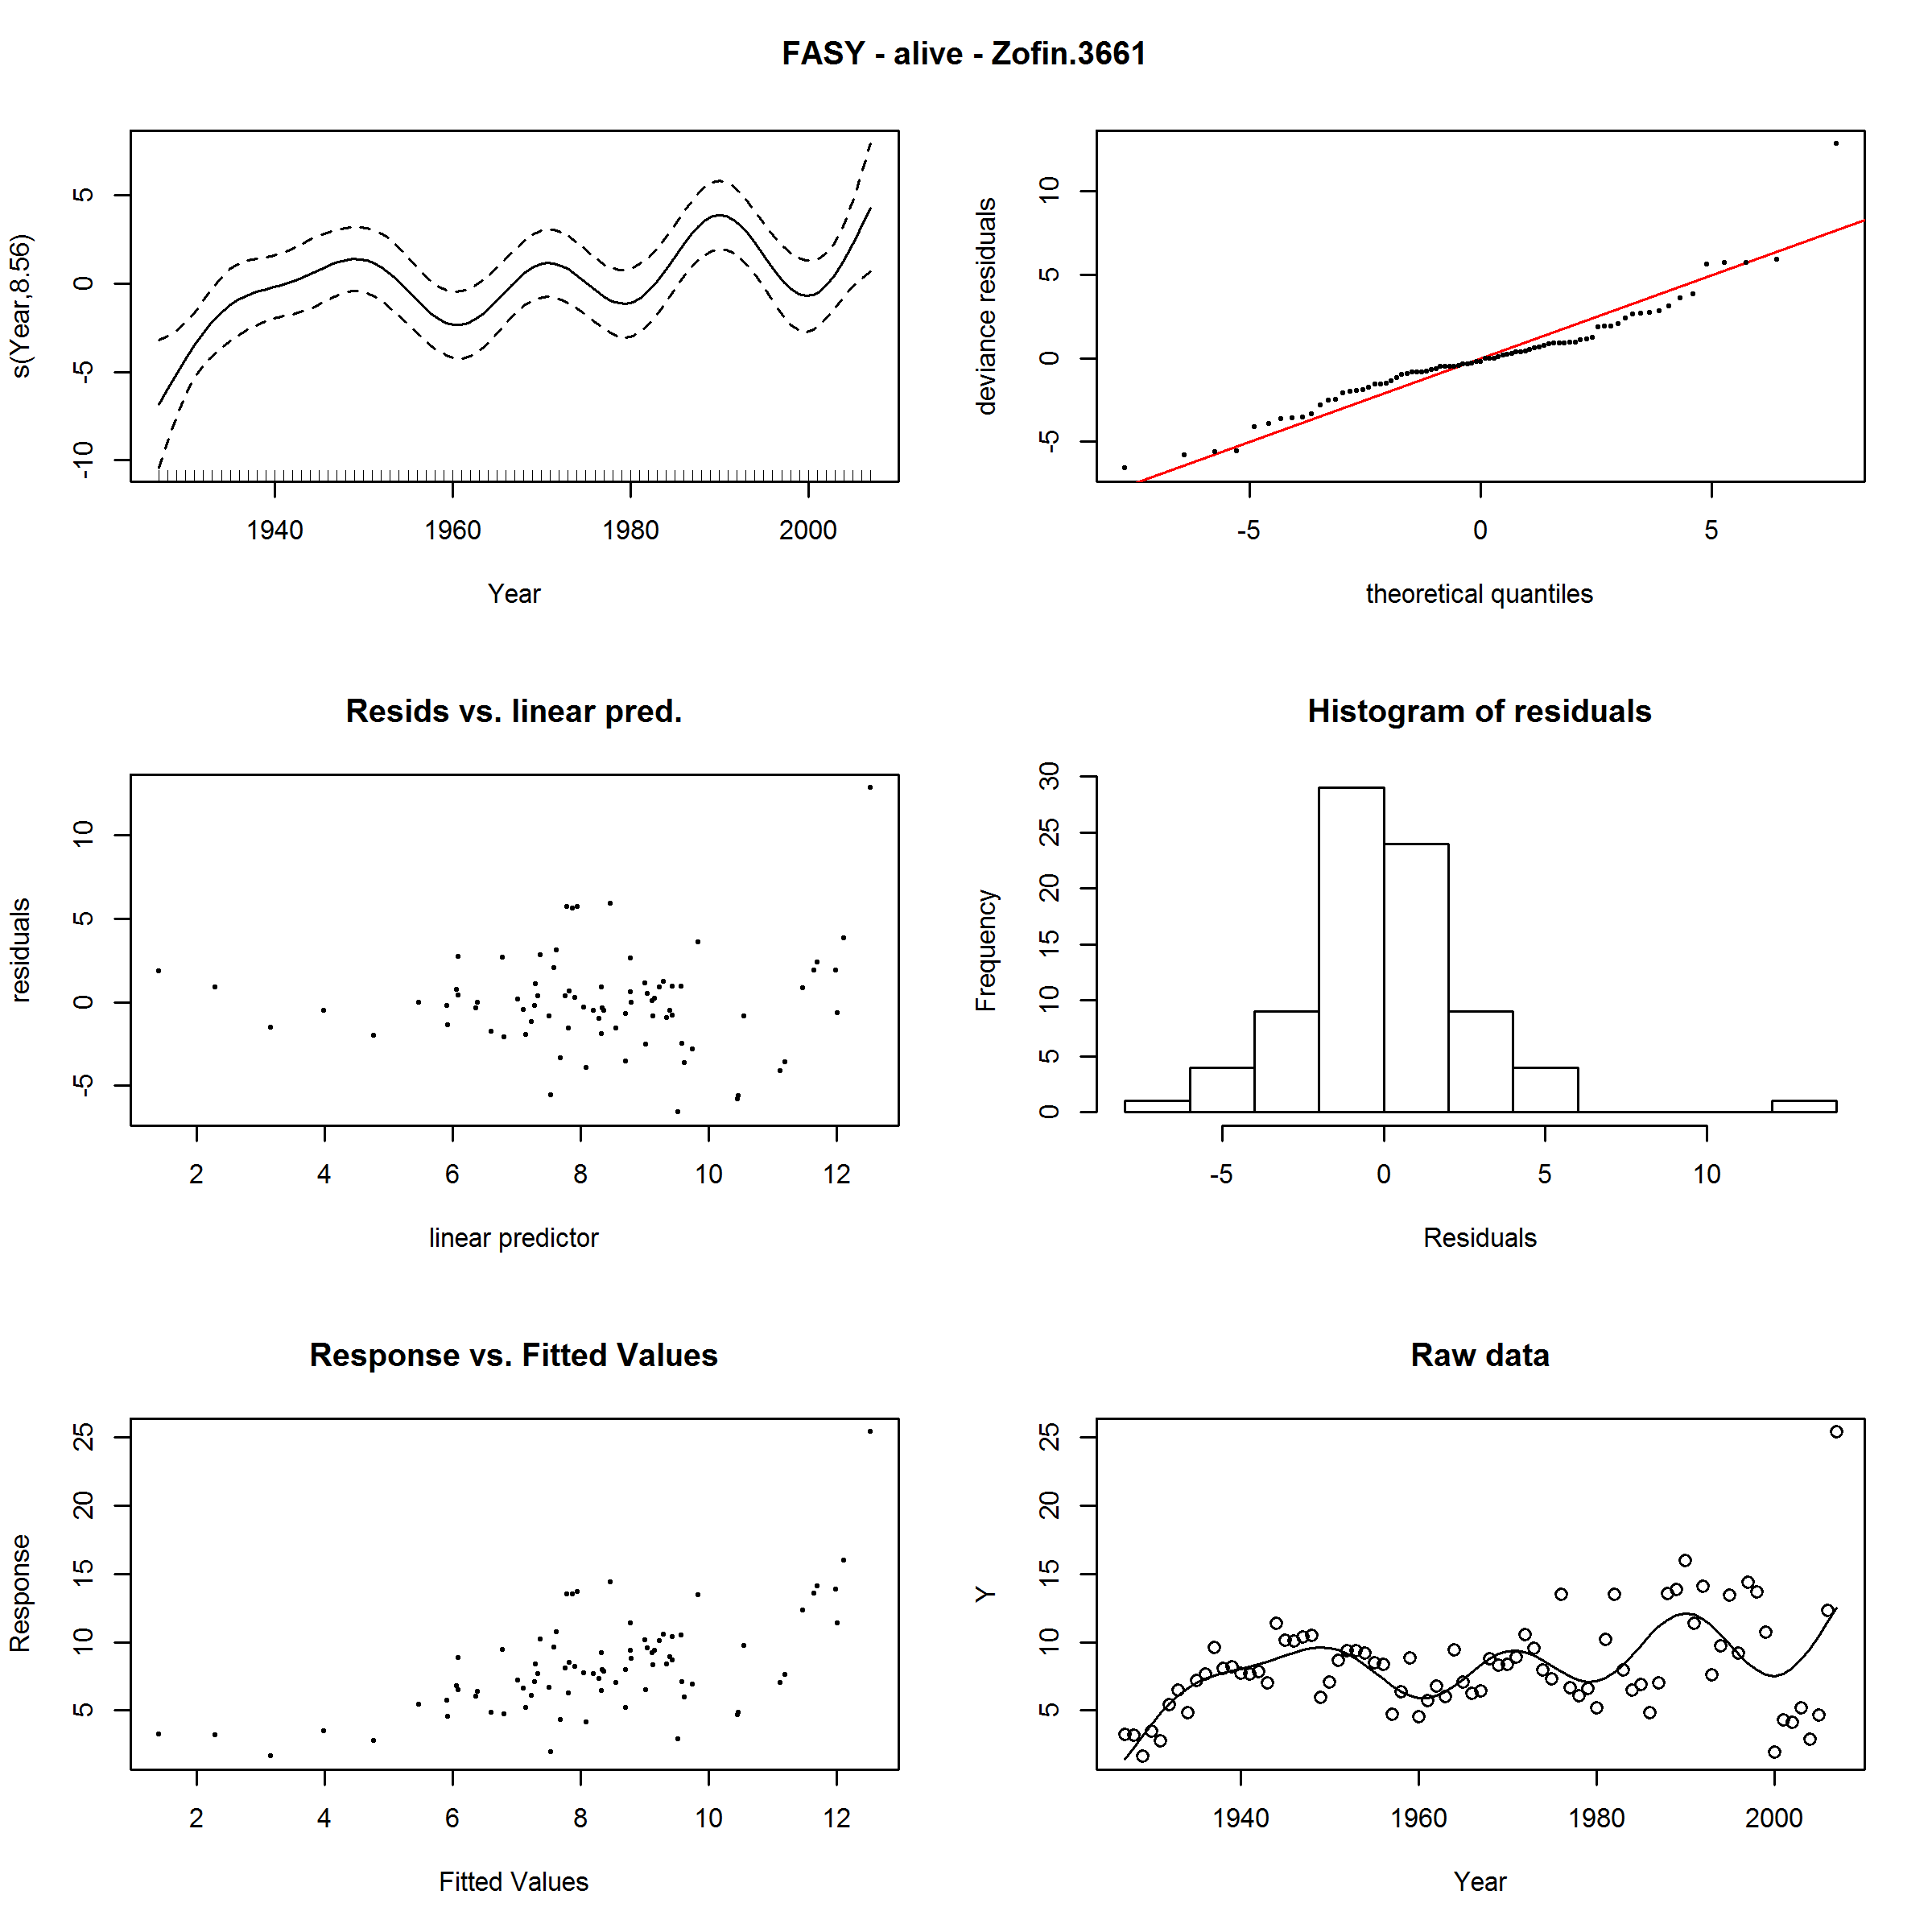 FASY - alive - Zofin.3661
s(Year,8.56)
5
0
-5
-10
1940 1960 1980 2000
Year
deviance residuals
10
5
0
-5
-5 0 5
theoretical quantiles
Resids vs. linear pred.
residuals
10
5
0
-5
2 4 6 8 10 12
linear predictor
Histogram of residuals
Frequency
30
25
20
15
10
5
0
-5 0 5 10
Residuals
Response vs. Fitted Values
Response
25
20
15
10
5
2 4 6 8 10 12
Fitted Values
Raw data
Y
25
20
15
10
5
1940 1960 1980 2000
Year